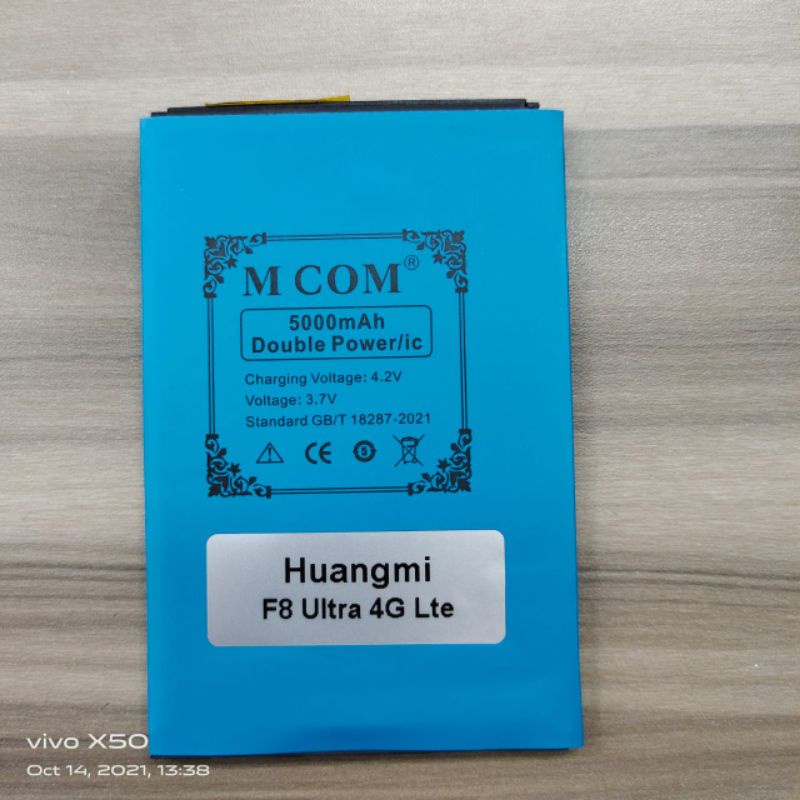 M COM®
5000mAh
Double Power/ic
Charging Voltage: 4.2V
Voltage: 3.7V
Standard GB/T 18287-2021
CE 5
Huangmi
F8 Ultra 4G Lte
vivo X50
Oct 14, 2021, 13:38